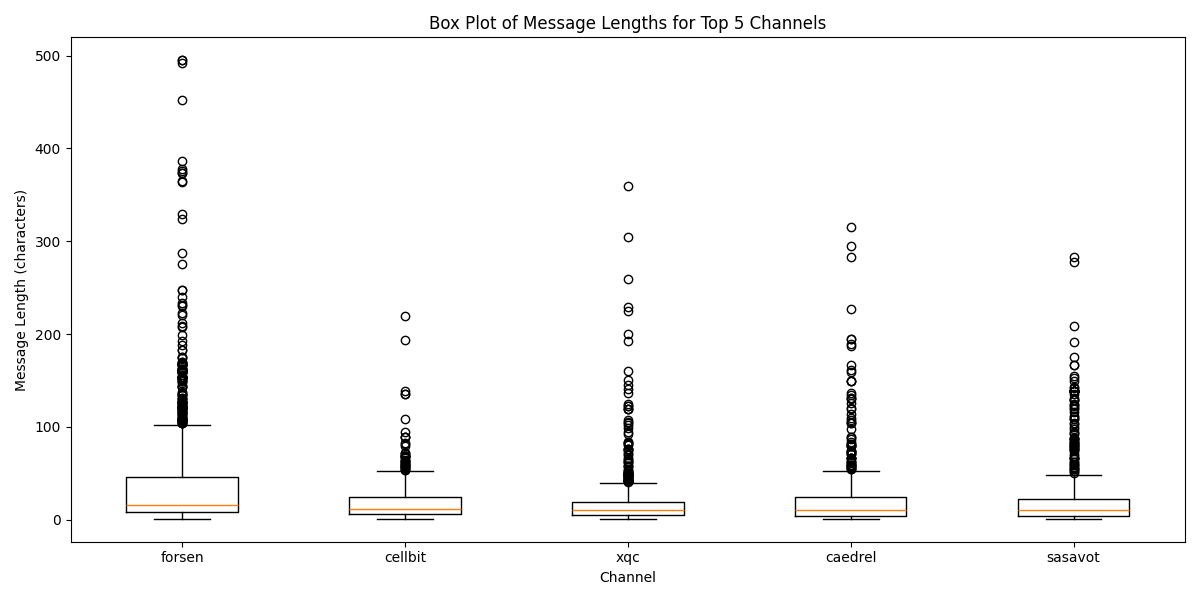 Box Plot of Message Lengths for Top 5 Channels
Message Length (characters)
500
400
300
200
100
0
forsen cellbit xqc caedrel sasavot
Channel